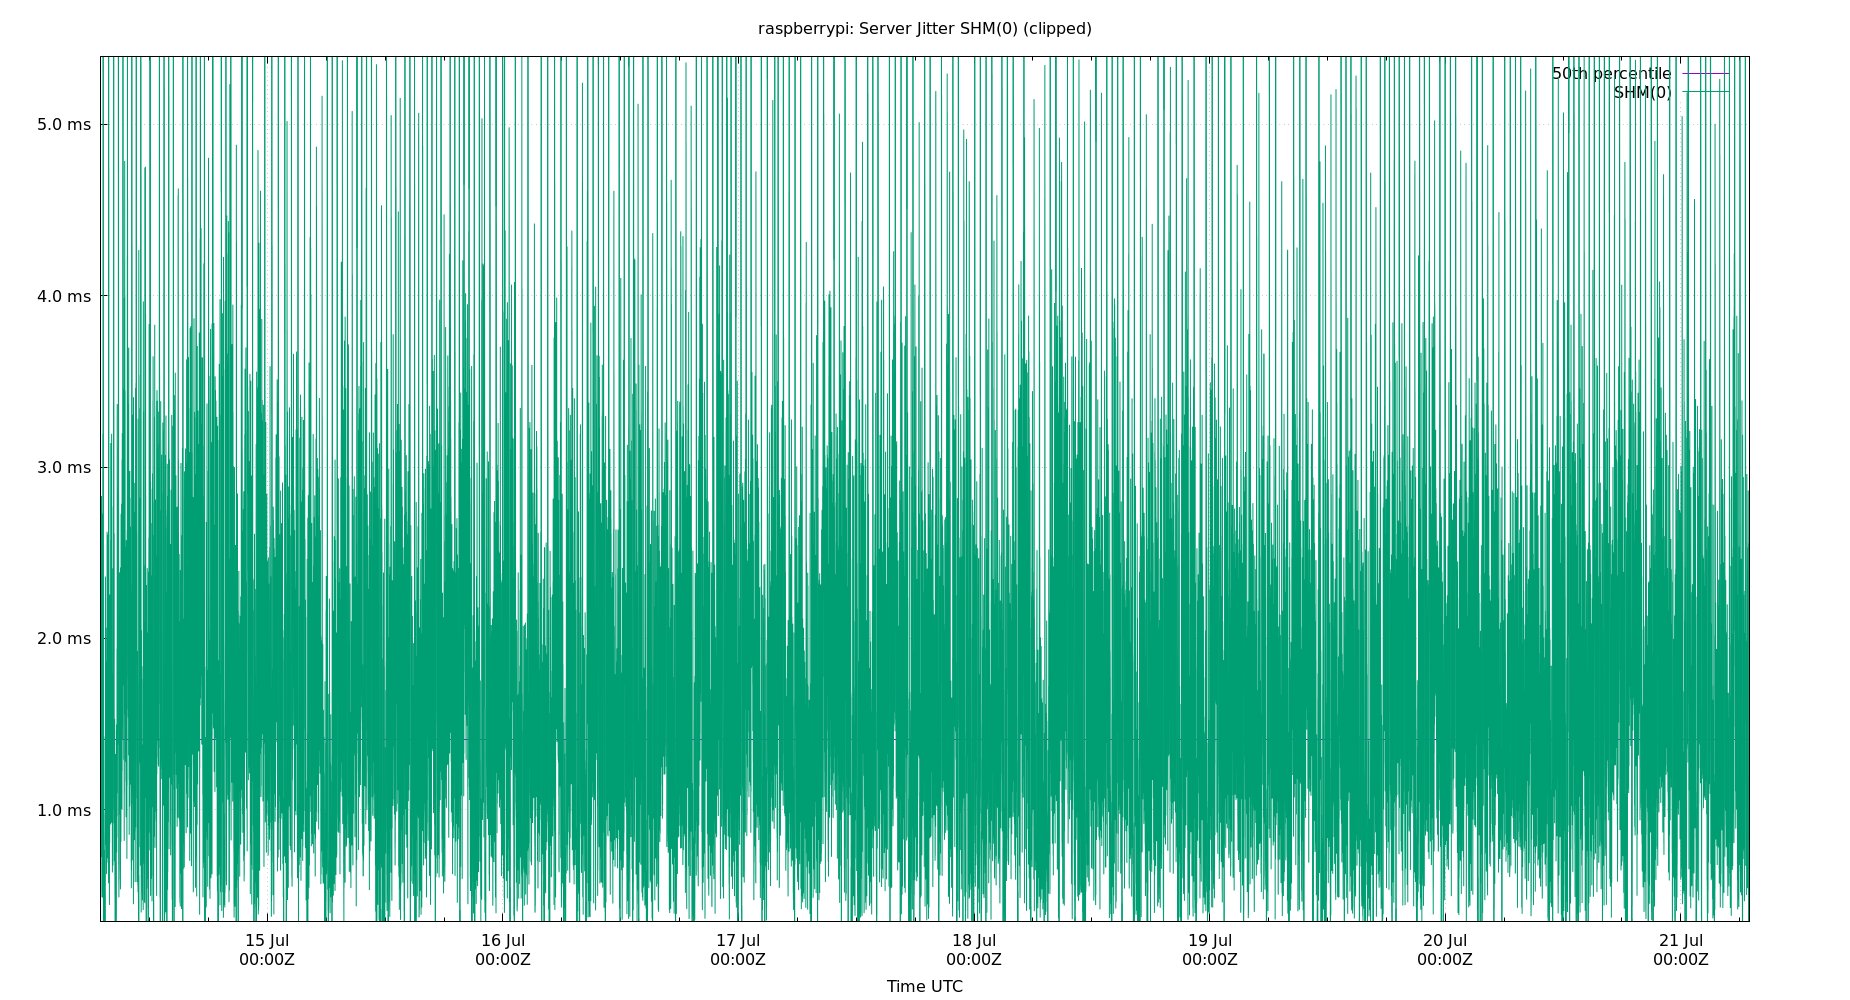 raspberrypi: Server Jitter SHM(0) (clipped)
50th percentile
SHM(0)
5.0 ms
4.0 ms
3.0 ms
2.0 ms
1.0 ms
15 Jul 16 Jul 17 Jul 18 Jul 19 Jul 20 Jul 21 Jul
00:00Z 00:00Z 00:00Z 00:00Z 00:00Z 00:00Z 00:00Z
Time UTC